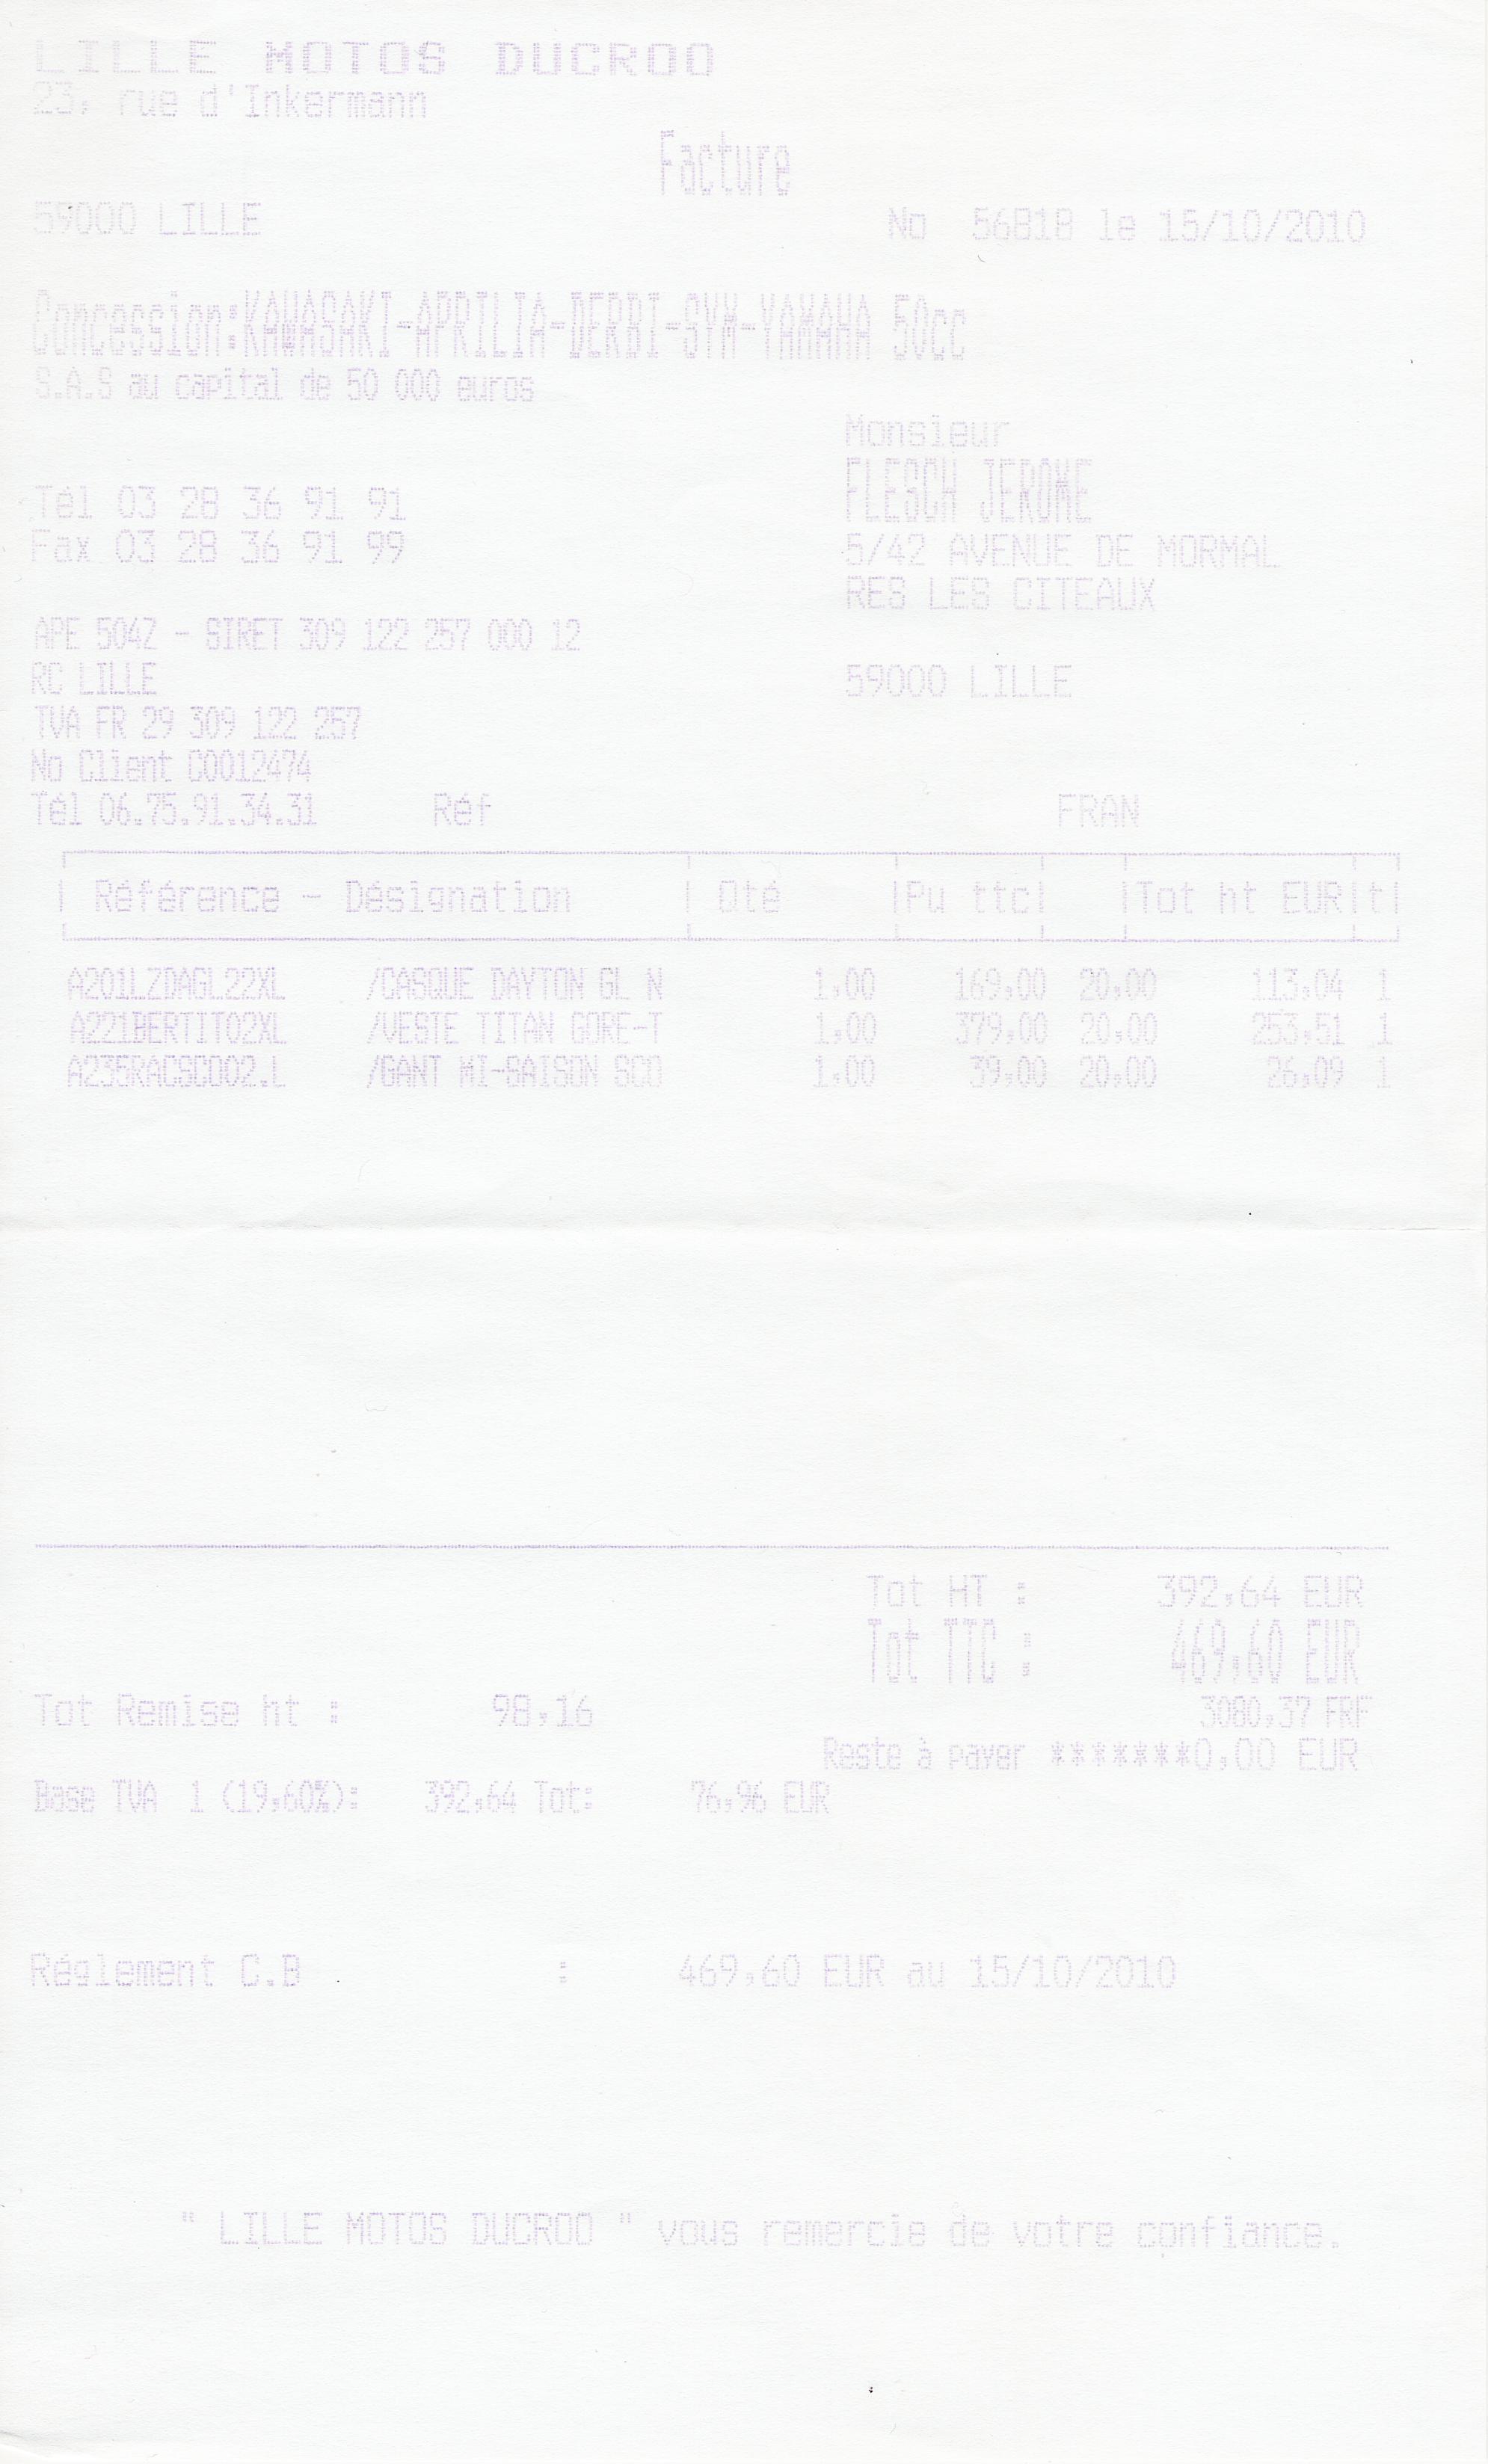 LILLE MOTOS DUCROO
23, rue d'Inkermann
Facture
59000 LILLE
No 56818 le 15/10/2010
Concession:KAWASAKI-APRILIA-DERBI-SYM-YAMAHA 50cc
S.A.S au capital de 50 000 euros
Monsieur
FLESCH JEROME
Tél 03 28 36 91 91
Fax 03 28 36 91 99
5/42 AVENUE DE MORMAL
RES LES CITEAUX
APE 504Z - SIRET 309 122 257 000 12
RC LILLE
59000 LILLE
TVA FR 29 309 122 257
No Client C0012474
Tél 06.75.91.34.31 Réf FRAN
Référence - Désignation Qté Pu ttc Tot ht EUR t
A201LZDAGL22XL /CASQUE DAYTON GL N 1,00 169,00 20,00 113,04 1
A221BERTIT02XL /VESTE TITAN GORE-T 1,00 379,00 20,00 253,51 1
A235RACSCO02.L /GANT MI-SAISON SCO 1,00 39,00 20,00 26,09 1
Tot HT : 392,64 EUR
Tot TTC : 469,60 EUR
Tot Remise ht : 98,16
3080,37 FRF
Reste à payer *******0,00 EUR
Base TVA 1 (19,60%): 392,64 Tot: 76,96 EUR
Réglement C.B : 469,60 EUR au 15/10/2010
" LILLE MOTOS DUCROO " vous remercie de votre confiance.